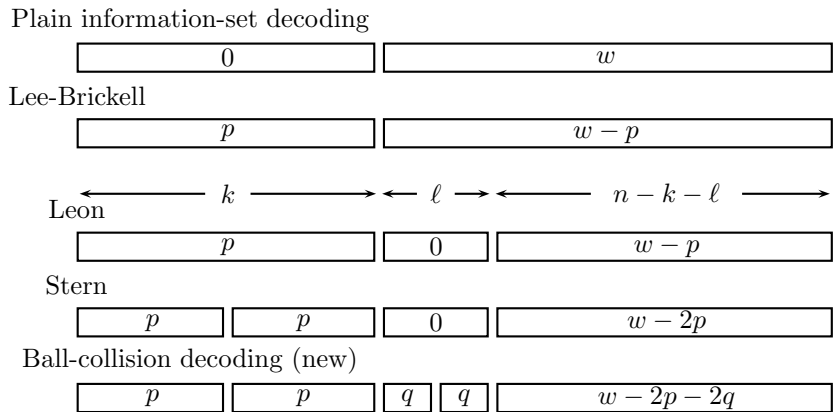 Plain information-set decoding
0 w
Lee-Brickell
p w − p
k ℓ n − k − ℓ
Leon
p 0 w − p
Stern
p p 0 w − 2p
Ball-collision decoding (new)
p p q q w − 2p − 2q